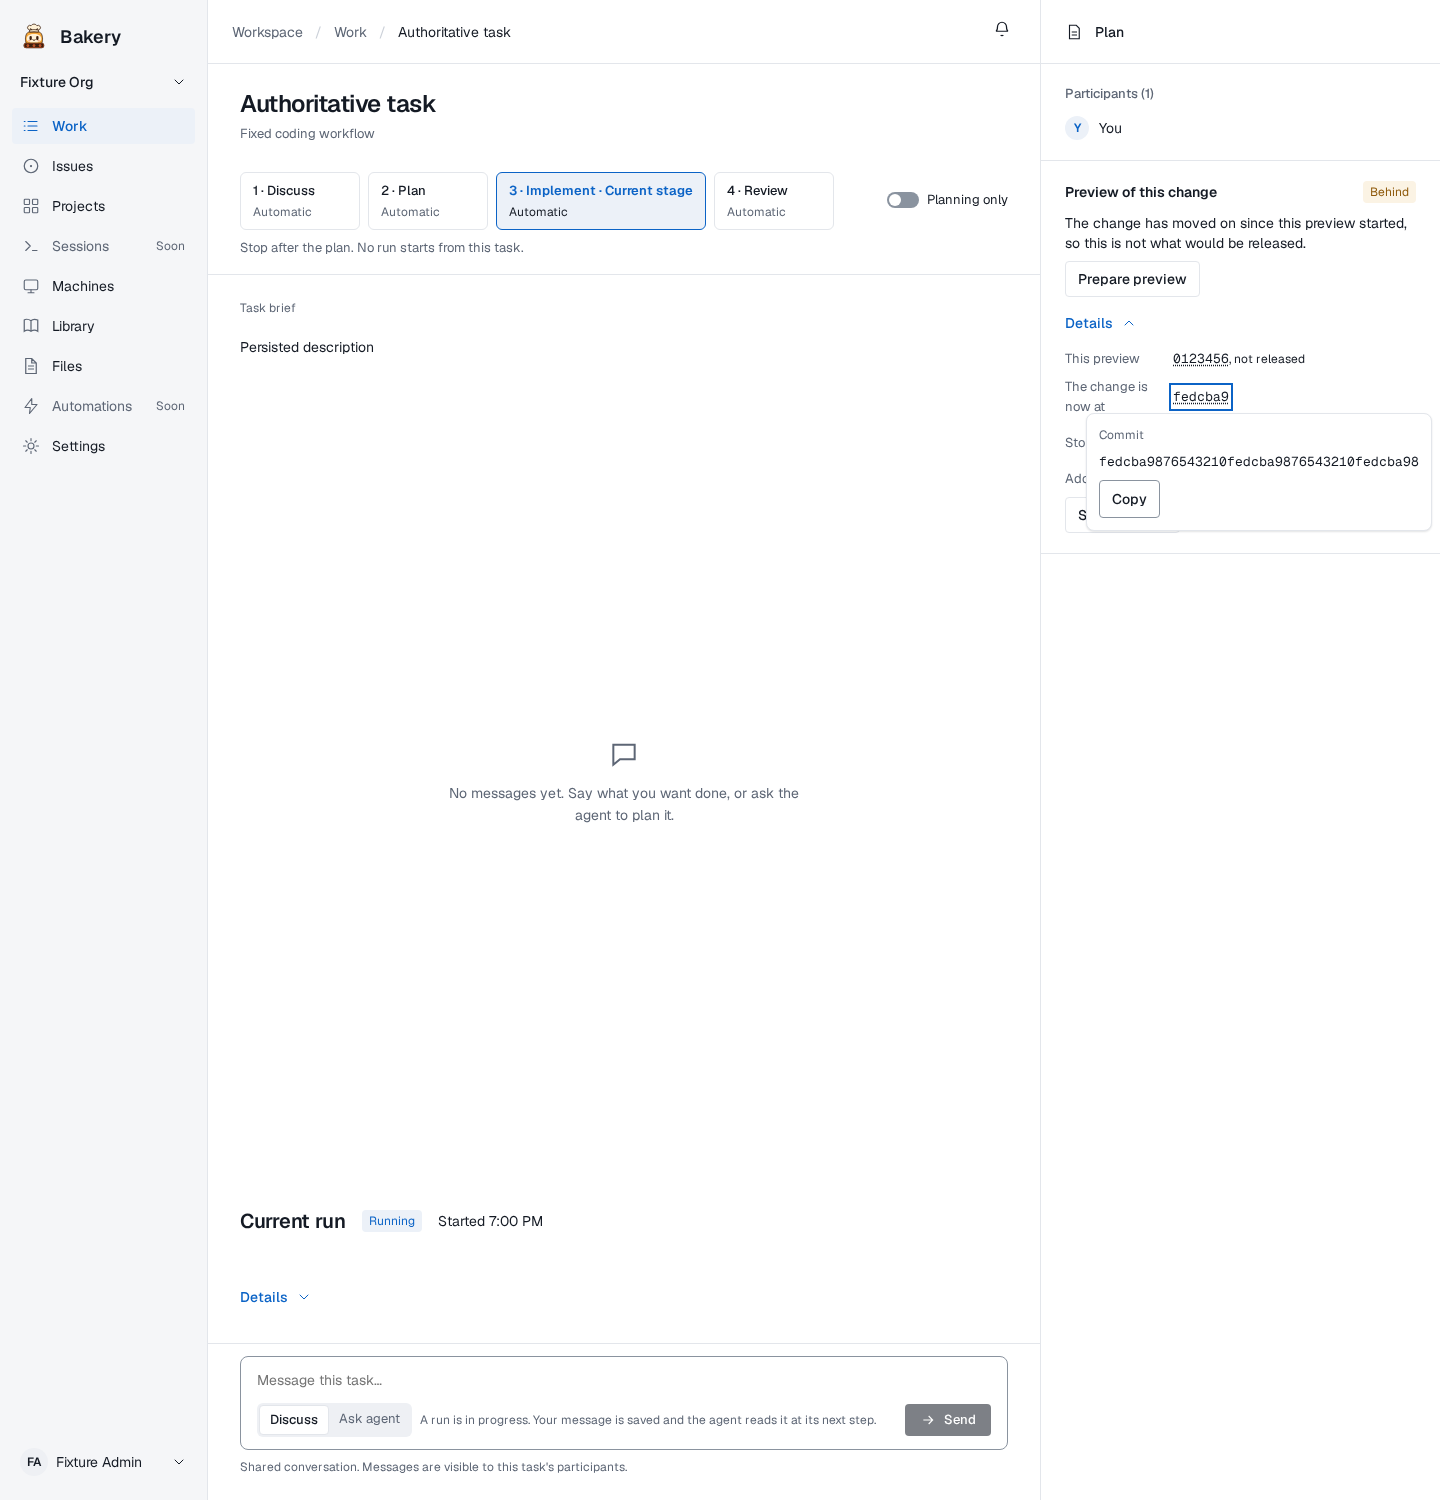 Bakery
Fixture Org
Work
Issues
Projects
Sessions Soon
Machines
Library
Files
Automations Soon
Settings
FA Fixture Admin
Workspace / Work / Authoritative task
Authoritative task
Fixed coding workflow
1 · Discuss
Automatic
2 · Plan
Automatic
3 · Implement · Current stage
Automatic
4 · Review
Automatic
Planning only
Stop after the plan. No run starts from this task.
Task brief
Persisted description
No messages yet. Say what you want done, or ask the
agent to plan it.
Current run Running Started 7:00 PM
Details
Message this task...
Discuss Ask agent A run is in progress. Your message is saved and the agent reads it at its next step. Send
Shared conversation. Messages are visible to this task's participants.
Plan
Participants (1)
Y You
Preview of this change Behind
The change has moved on since this preview started,
so this is not what would be released.
Prepare preview
Details
This preview 0123456, not released
The change is
now at fedcba9
Commit
fedcba9876543210fedcba9876543210fedcba98
Copy